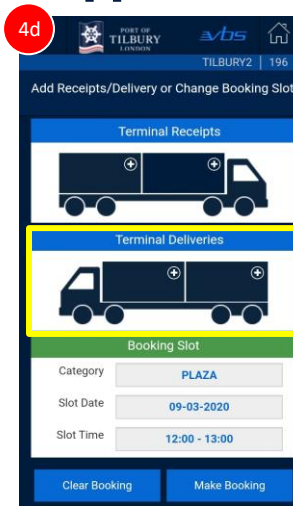 4d
PORT OF
TILBURY
LONDON
vbs
TILBURY2 | 196
Add Receipts/Delivery or Change Booking Slot
Terminal Receipts
Terminal Deliveries
Booking Slot
Category PLAZA
Slot Date 09-03-2020
Slot Time 12:00 - 13:00
Clear Booking Make Booking